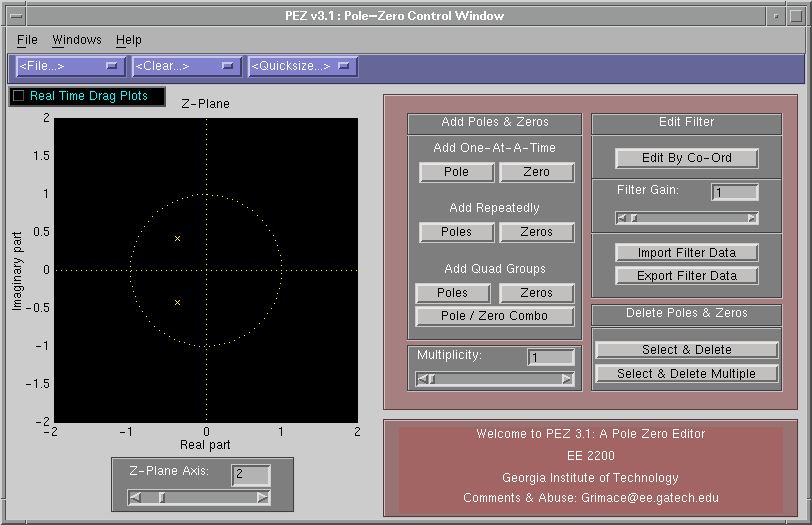 PEZ v3.1 : Pole-Zero Control Window
File Windows Help
<File...> <Clear...> <Quicksize...>
Real Time Drag Plots
Z-Plane
2
1.5
1
0.5
0
-0.5
-1
-1.5
-2
Imaginary part
-2 -1 0 1 2
Real part
Z-Plane Axis: 2
Add Poles & Zeros
Add One-At-A-Time
Pole Zero
Add Repeatedly
Poles Zeros
Add Quad Groups
Poles Zeros
Pole / Zero Combo
Multiplicity: 1
Edit Filter
Edit By Co-Ord
Filter Gain: 1
Import Filter Data
Export Filter Data
Delete Poles & Zeros
Select & Delete
Select & Delete Multiple
Welcome to PEZ 3.1: A Pole Zero Editor
EE 2200
Georgia Institute of Technology
Comments & Abuse: Grimace@ee.gatech.edu